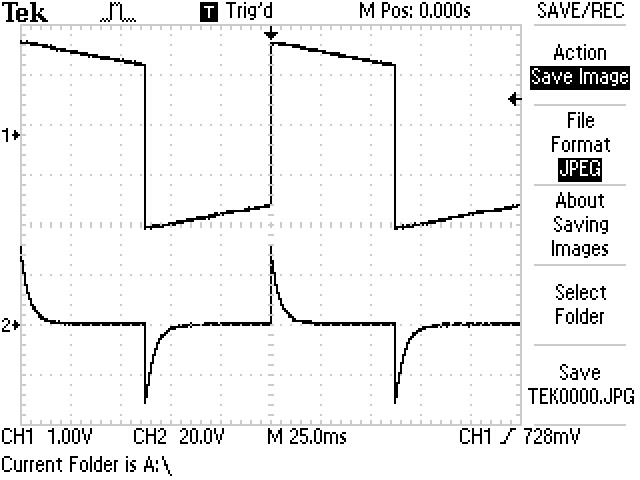 Tek T Trig'd M Pos: 0.000s SAVE/REC
Action
Save Image
File
Format
JPEG
About
Saving
Images
Select
Folder
Save
TEK0000.JPG
1
2
CH1 1.00V CH2 20.0V M 25.0ms CH1 728mV
Current Folder is A:\